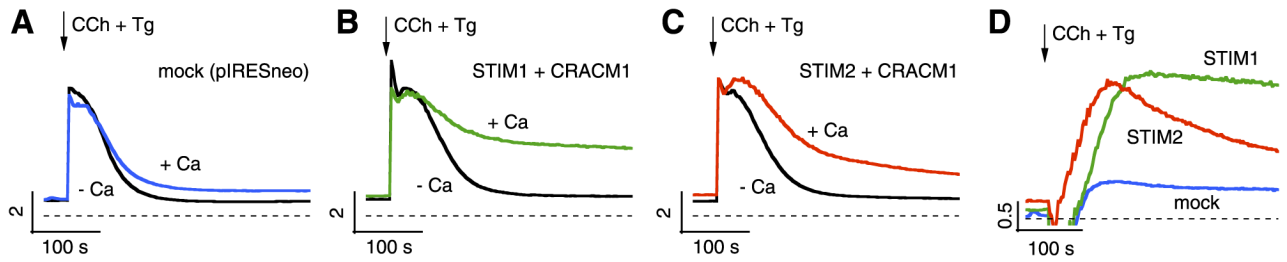 A
CCh + Tg
mock (pIRESneo)
+ Ca
- Ca
2
100 s
B
CCh + Tg
STIM1 + CRACM1
+ Ca
- Ca
2
100 s
C
CCh + Tg
STIM2 + CRACM1
+ Ca
- Ca
2
100 s
D
CCh + Tg
STIM1
STIM2
mock
0.5
100 s